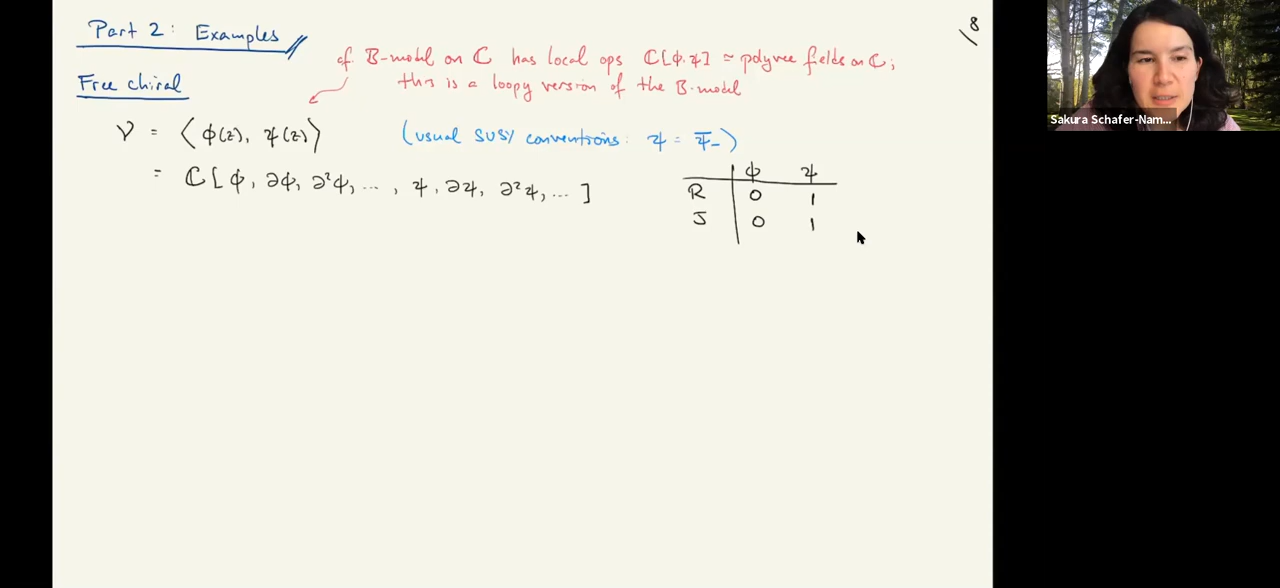 Part 2: Examples
8
cf. B-model on ℂ has local ops ℂ[φ,ψ] ≃ polyvec fields on ℂ;
this is a loopy version of the B-model
Free chiral
V = ⟨φ(z), ψ(z)⟩ (usual SUSY conventions: ψ = ψ̄₋)
= ℂ[φ, ∂φ, ∂²φ, ..., ψ, ∂ψ, ∂²ψ, ...]
φ ψ
R 0 1
J 0 1
Sakura Schafer-Nam...